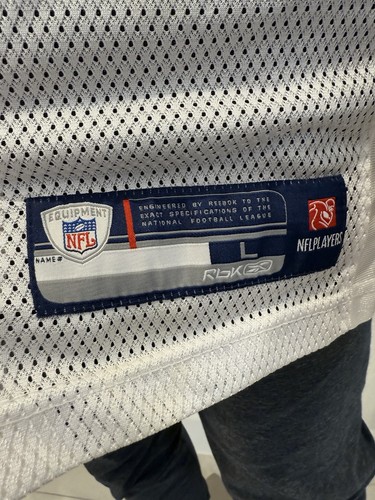 EQUIPMENT
NFL
ENGINEERED BY REEBOK TO THE
EXACT SPECIFICATIONS OF THE
NATIONAL FOOTBALL LEAGUE
NAME #
L
RbK
NFLPLAYERS